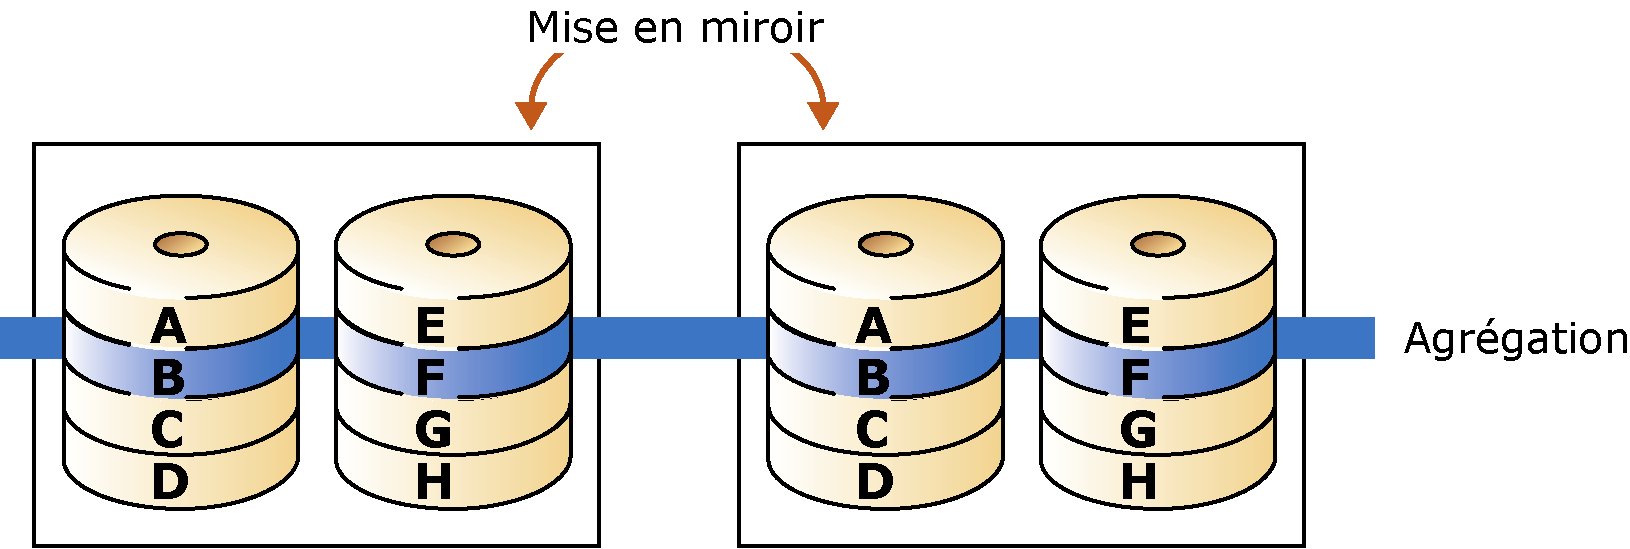 Mise en miroir
A E A E
B F B F Agrégation
C G C G
D H D H